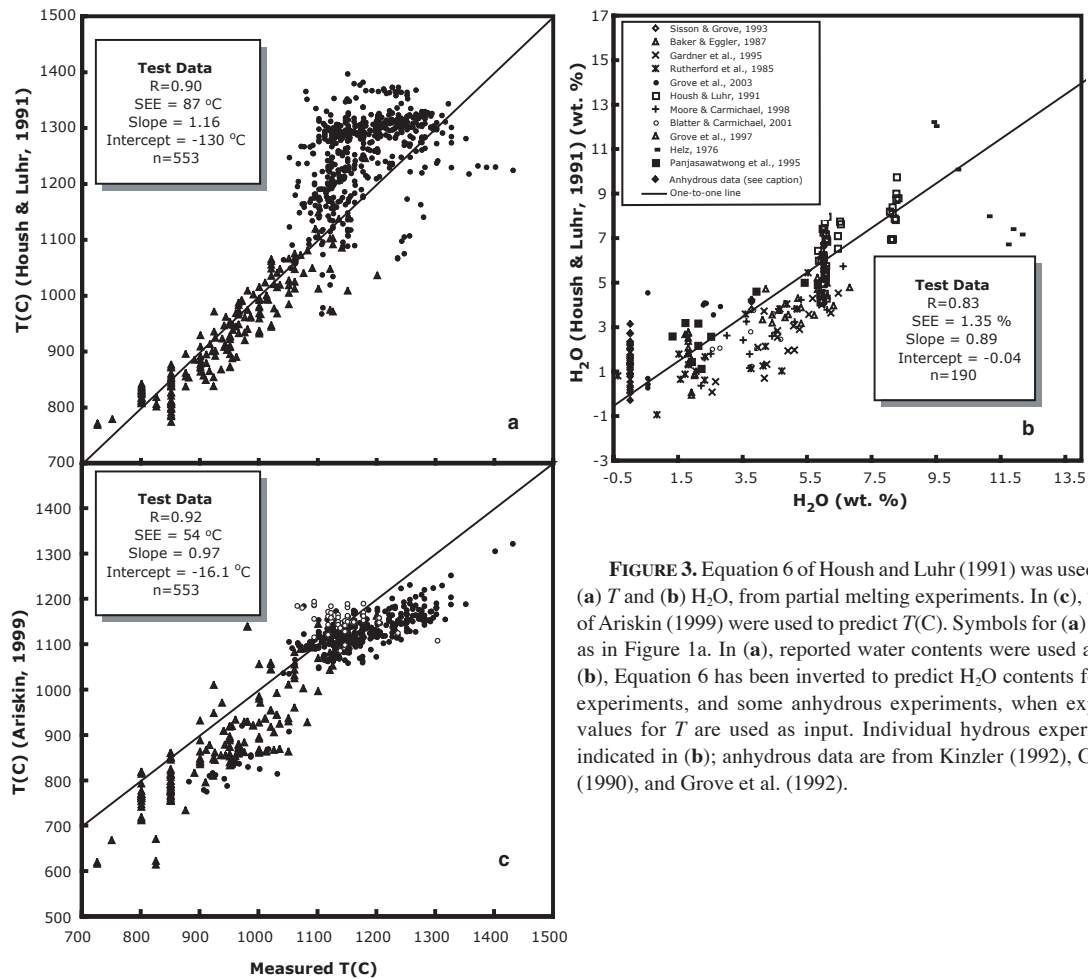 1500
1400
1300
1200
1100
1000
900
800
700
T(C) (Housh & Luhr, 1991)
Test Data
R=0.90
SEE = 87 °C
Slope = 1.16
Intercept = -130 °C
n=553
a
17
15
13
11
9
7
5
3
1
-1
-3
H2O (Housh & Luhr, 1991) (wt. %)
Sisson & Grove, 1993
Baker & Eggler, 1987
Gardner et al., 1995
Rutherford et al., 1985
Grove et al., 2003
Housh & Luhr, 1991
Moore & Carmichael, 1998
Blatter & Carmichael, 2001
Grove et al., 1997
Helz, 1976
Panjasawatwong et al., 1995
Anhydrous data (see caption)
One-to-one line
Test Data
R=0.83
SEE = 1.35 %
Slope = 0.89
Intercept = -0.04
n=190
b
-0.5 1.5 3.5 5.5 7.5 9.5 11.5 13.5
H2O (wt. %)
1400
1300
1200
1100
1000
900
800
700
600
500
T(C) (Ariskin, 1999)
Test Data
R=0.92
SEE = 54 °C
Slope = 0.97
Intercept = -16.1 °C
n=553
c
700 800 900 1000 1100 1200 1300 1400 1500
Measured T(C)
FIGURE 3. Equation 6 of Housh and Luhr (1991) was used
(a) T and (b) H2O, from partial melting experiments. In (c),
of Ariskin (1999) were used to predict T(C). Symbols for (a)
as in Figure 1a. In (a), reported water contents were used
(b), Equation 6 has been inverted to predict H2O contents
experiments, and some anhydrous experiments, when
values for T are used as input. Individual hydrous
indicated in (b); anhydrous data are from Kinzler (1992),
(1990), and Grove et al. (1992).